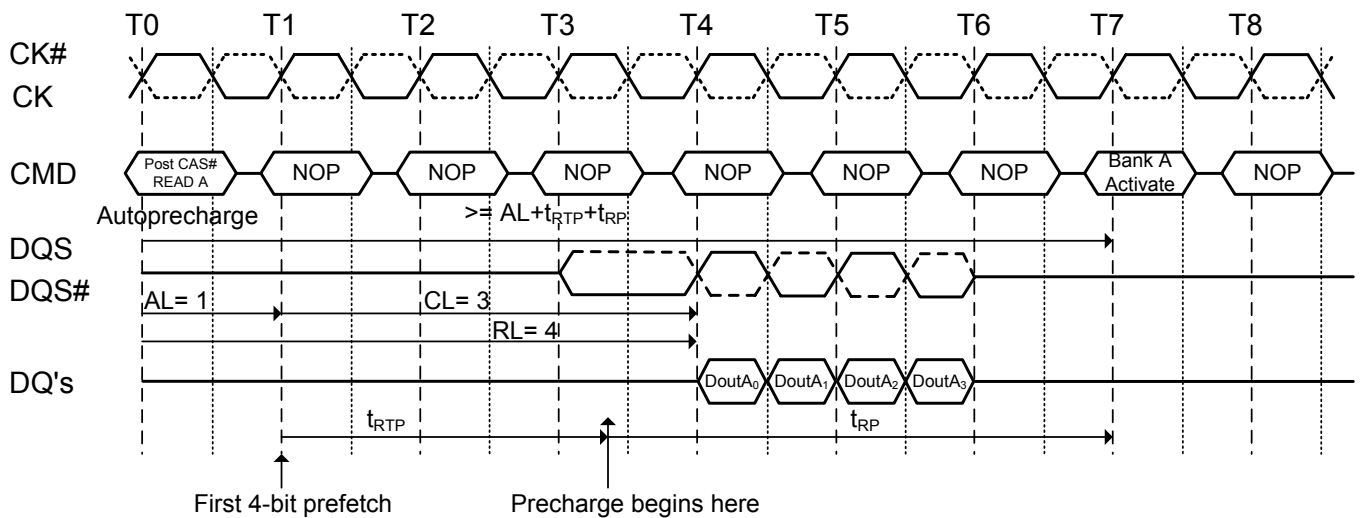 T0 T1 T2 T3 T4 T5 T6 T7 T8
CK#
CK
CMD
Post CAS# READ A
NOP NOP NOP NOP NOP NOP
Bank A Activate
NOP
Autoprecharge
>= AL+tRTP+tRP
DQS
DQS#
AL= 1
CL= 3
RL= 4
DQ's
DoutA0 DoutA1 DoutA2 DoutA3
tRTP
tRP
First 4-bit prefetch
Precharge begins here